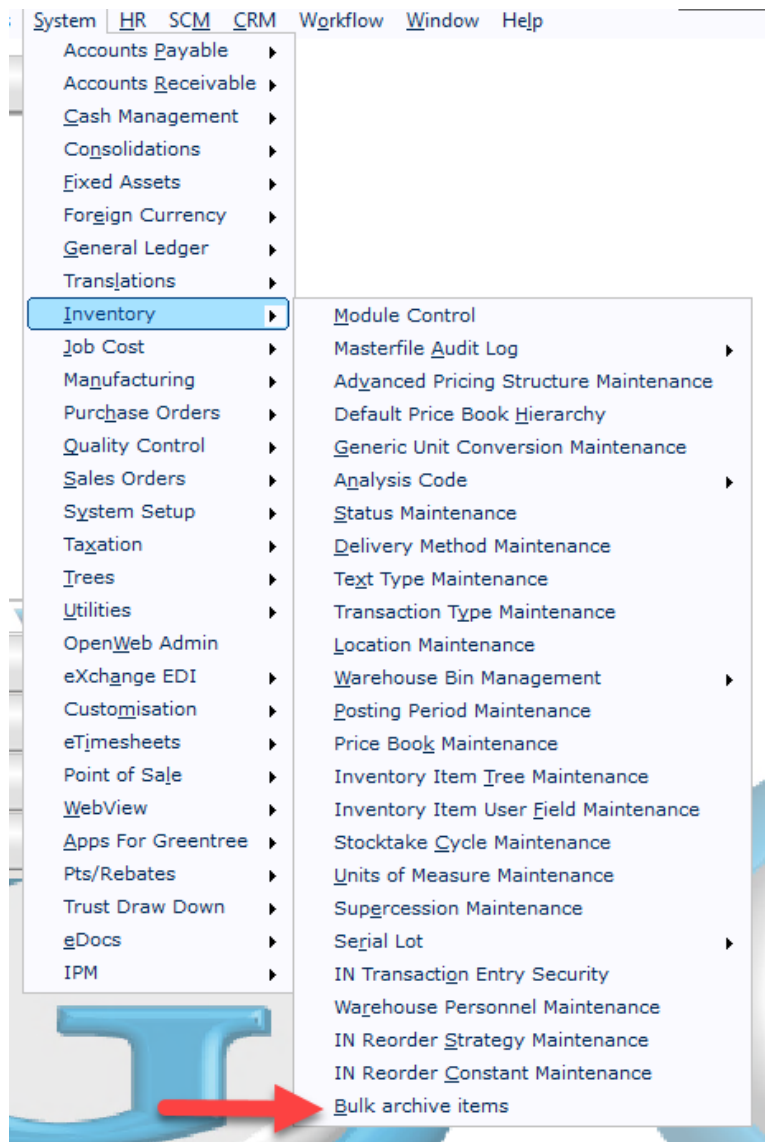 System HR SCM CRM Workflow Window Help
Accounts Payable
Accounts Receivable
Cash Management
Consolidations
Fixed Assets
Foreign Currency
General Ledger
Translations
Inventory
Job Cost
Manufacturing
Purchase Orders
Quality Control
Sales Orders
System Setup
Taxation
Trees
Utilities
OpenWeb Admin
eXchange EDI
Customisation
eTimesheets
Point of Sale
WebView
Apps For Greentree
Pts/Rebates
Trust Draw Down
eDocs
IPM
Module Control
Masterfile Audit Log
Advanced Pricing Structure Maintenance
Default Price Book Hierarchy
Generic Unit Conversion Maintenance
Analysis Code
Status Maintenance
Delivery Method Maintenance
Text Type Maintenance
Transaction Type Maintenance
Location Maintenance
Warehouse Bin Management
Posting Period Maintenance
Price Book Maintenance
Inventory Item Tree Maintenance
Inventory Item User Field Maintenance
Stocktake Cycle Maintenance
Units of Measure Maintenance
Supercession Maintenance
Serial Lot
IN Transaction Entry Security
Warehouse Personnel Maintenance
IN Reorder Strategy Maintenance
IN Reorder Constant Maintenance
Bulk archive items